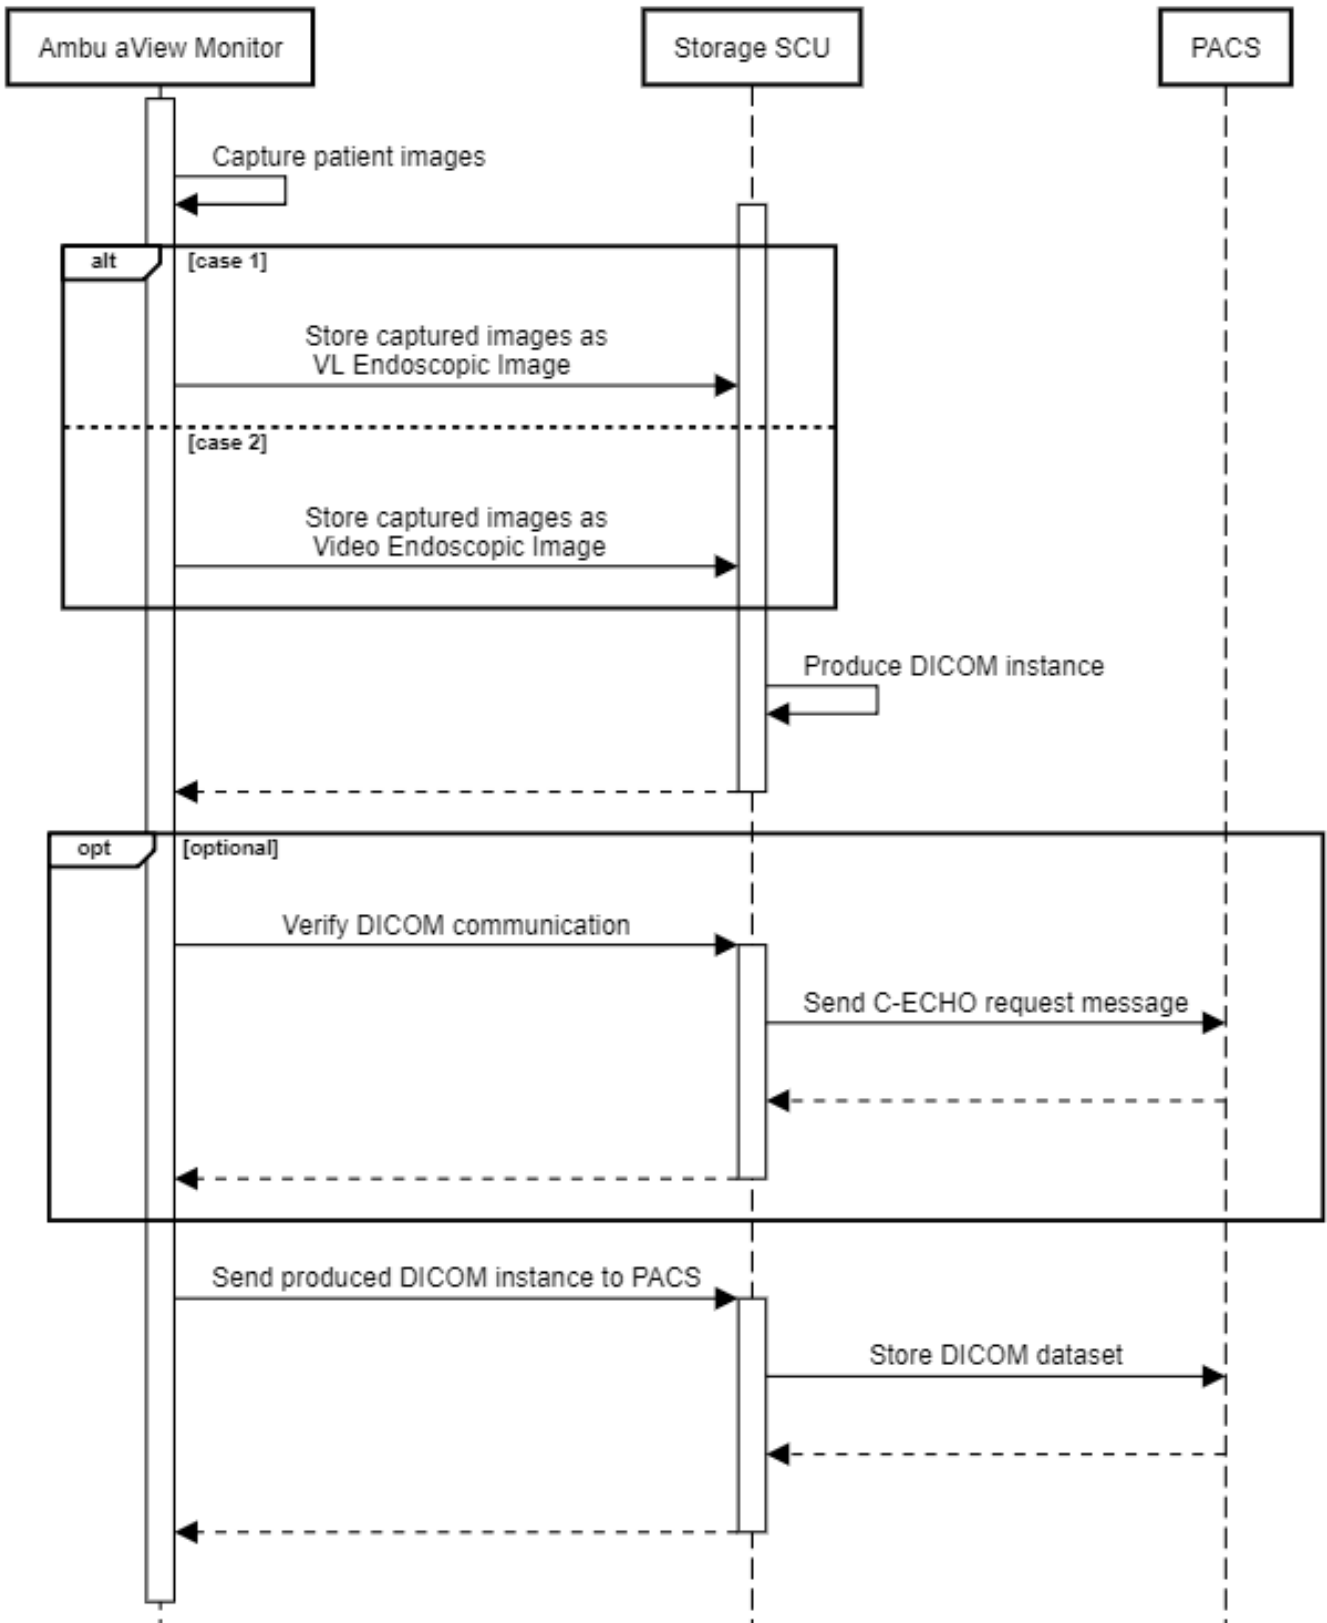 Ambu aView Monitor
Storage SCU
PACS
Capture patient images
alt
[case 1]
Store captured images as
VL Endoscopic Image
[case 2]
Store captured images as
Video Endoscopic Image
Produce DICOM instance
opt
[optional]
Verify DICOM communication
Send C-ECHO request message
Send produced DICOM instance to PACS
Store DICOM dataset